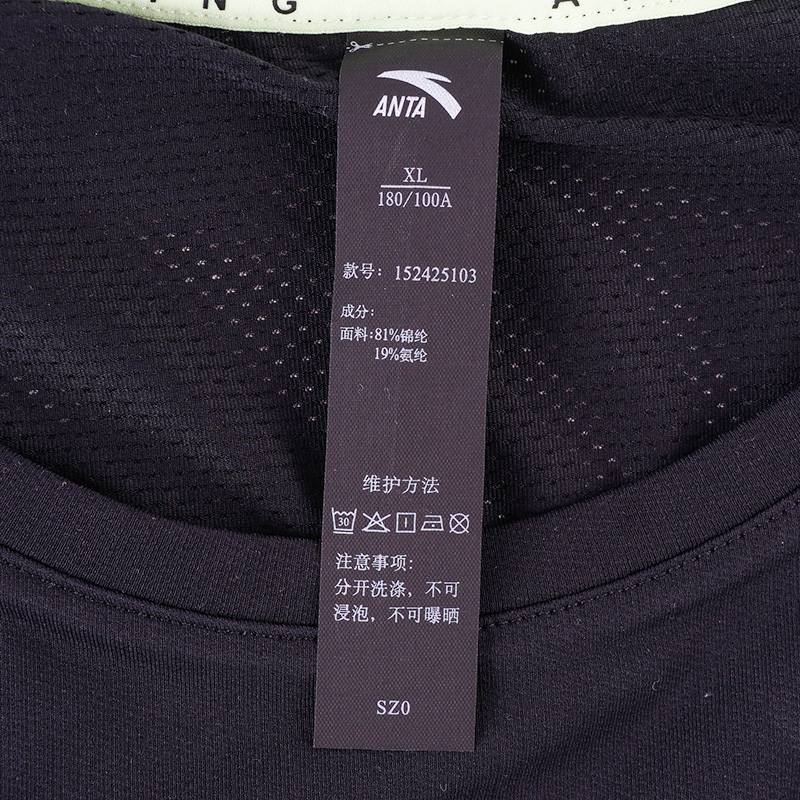 N G A
ANTA
XL
180/100A
款号: 152425103
成分:
面料:81%锦纶
19%氨纶
维护方法
30
注意事项:
分开洗涤, 不可
浸泡, 不可曝晒
SZ0